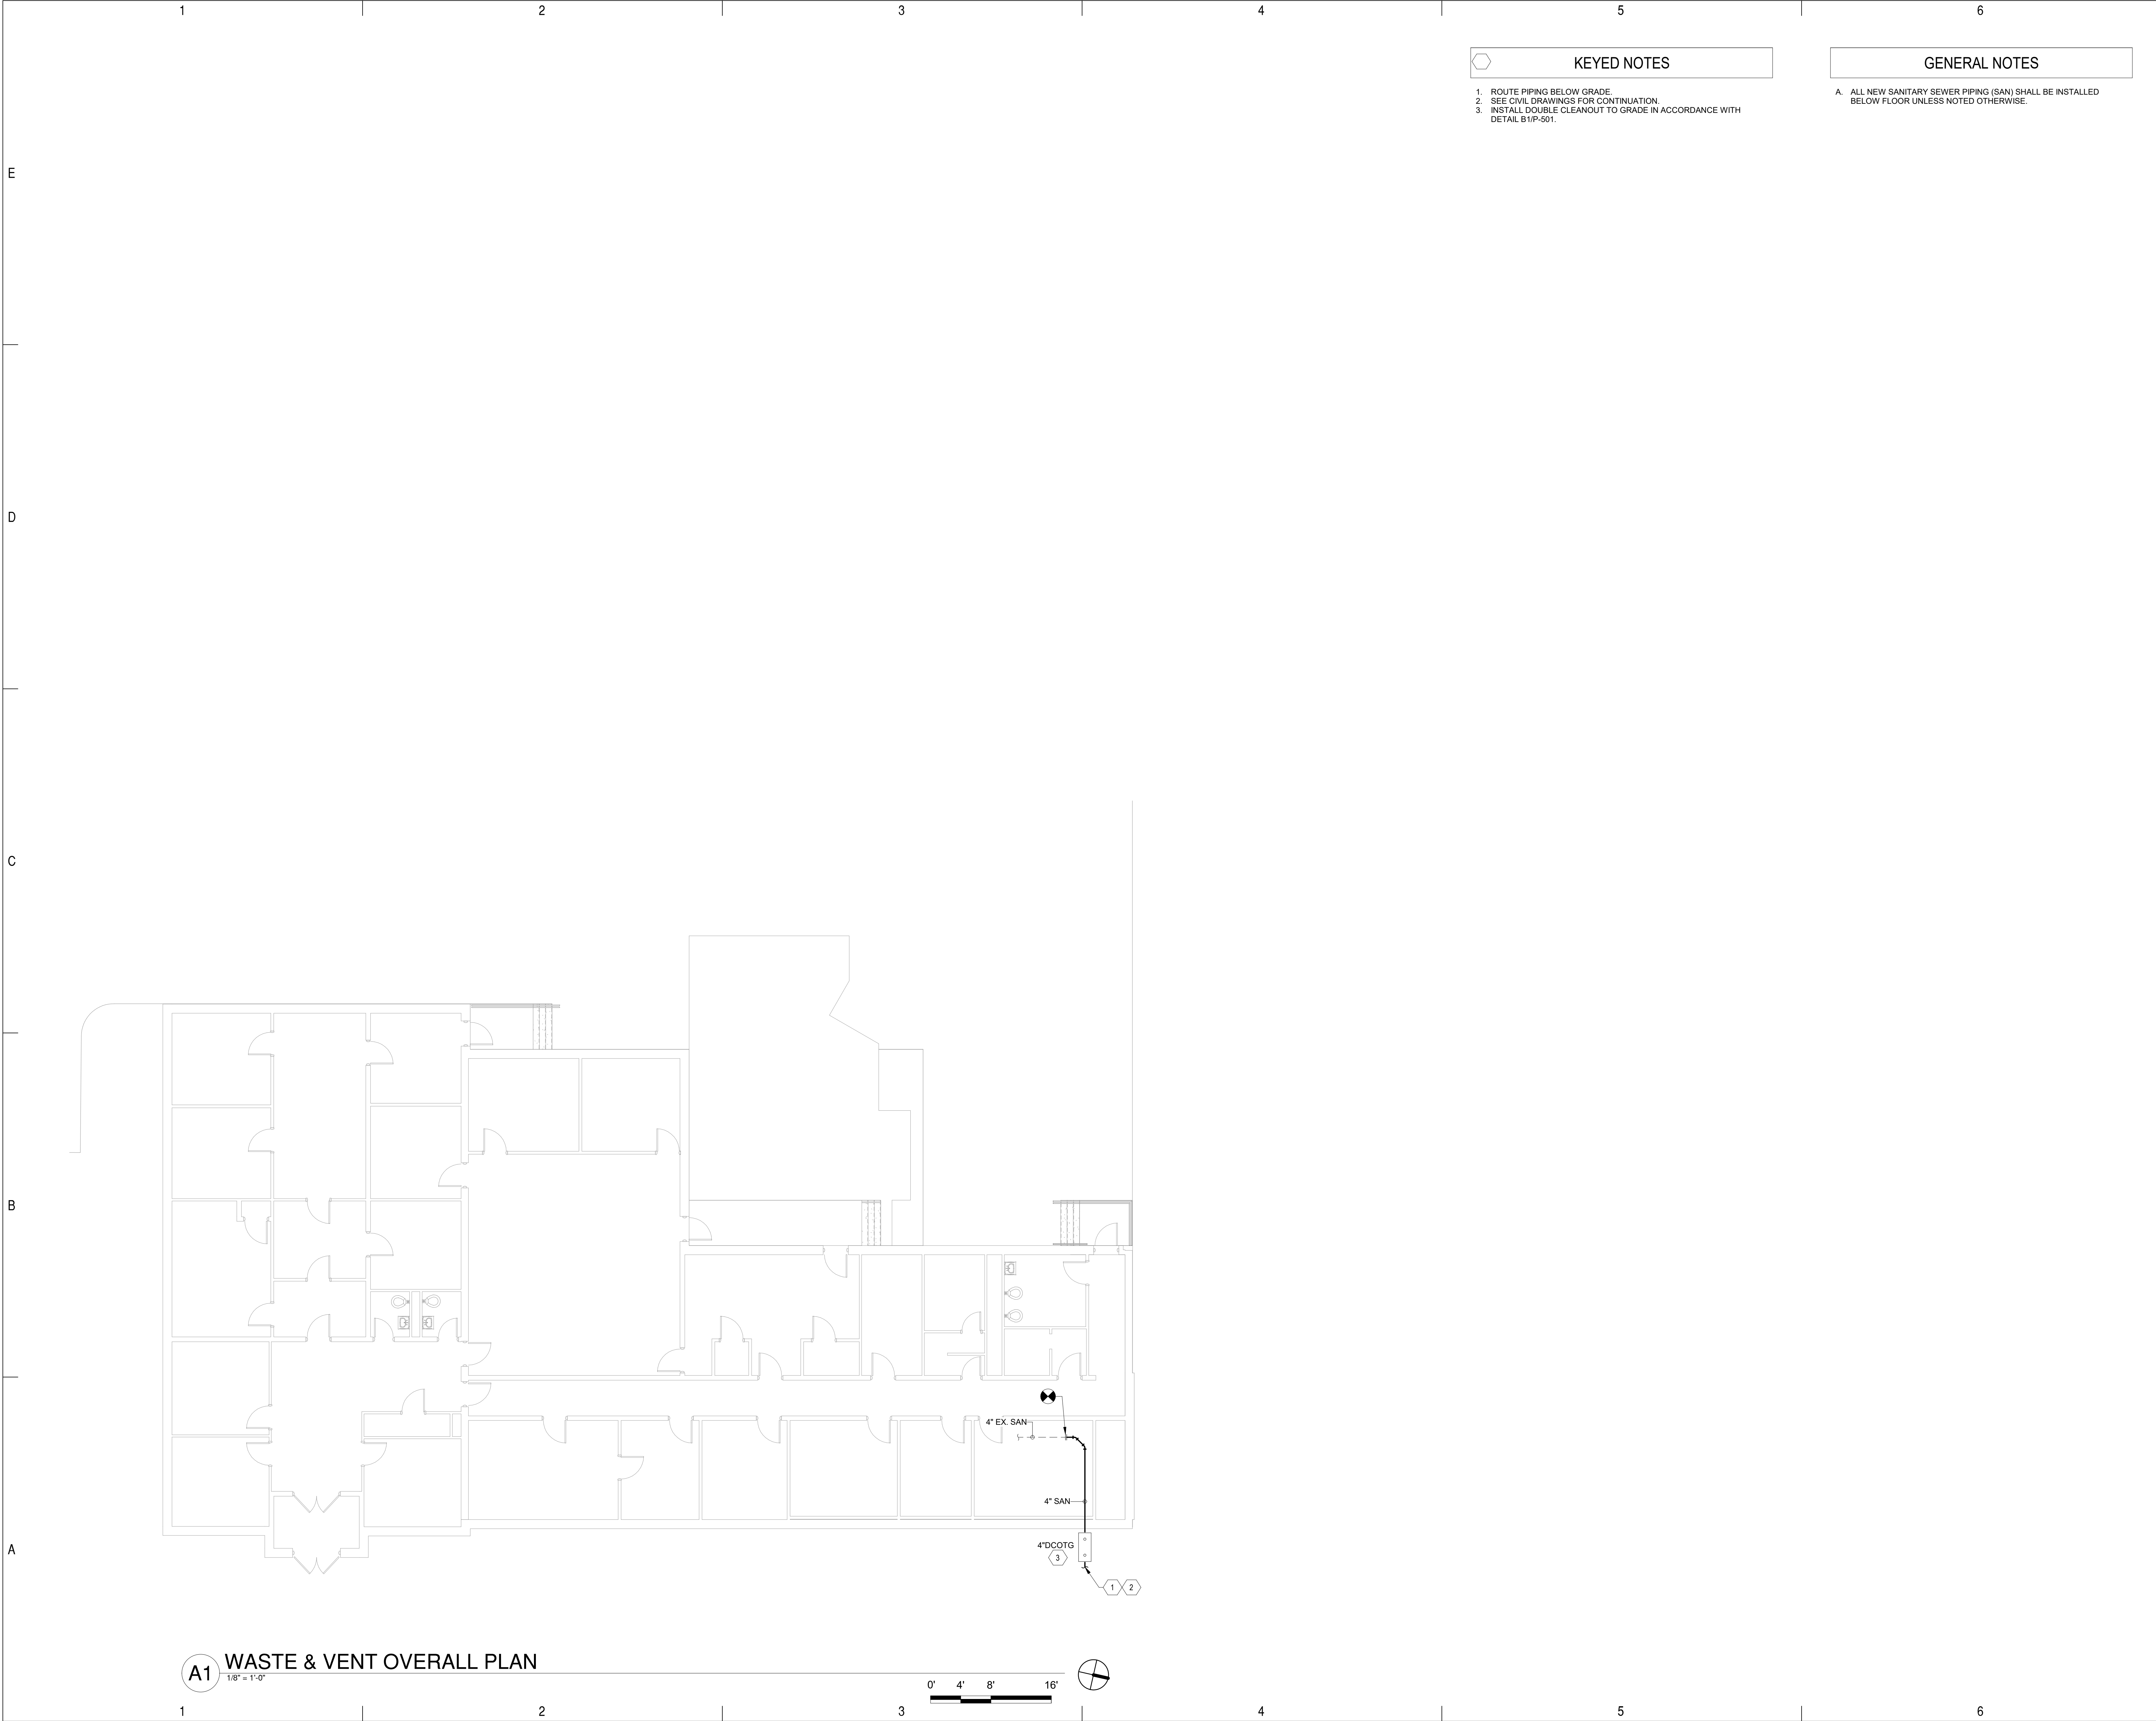 1 2 3 4 5 6
KEYED NOTES
1. ROUTE PIPING BELOW GRADE.
2. SEE CIVIL DRAWINGS FOR CONTINUATION.
3. INSTALL DOUBLE CLEANOUT TO GRADE IN ACCORDANCE WITH
DETAIL B1/P-501.
GENERAL NOTES
A. ALL NEW SANITARY SEWER PIPING (SAN) SHALL BE INSTALLED
BELOW FLOOR UNLESS NOTED OTHERWISE.
E
D
C
B
A
4" EX. SAN
4" SAN
4"DCOTG
3
1 2
A1 WASTE & VENT OVERALL PLAN
1/8" = 1'-0"
0' 4' 8' 16'
1 2 3 4 5 6